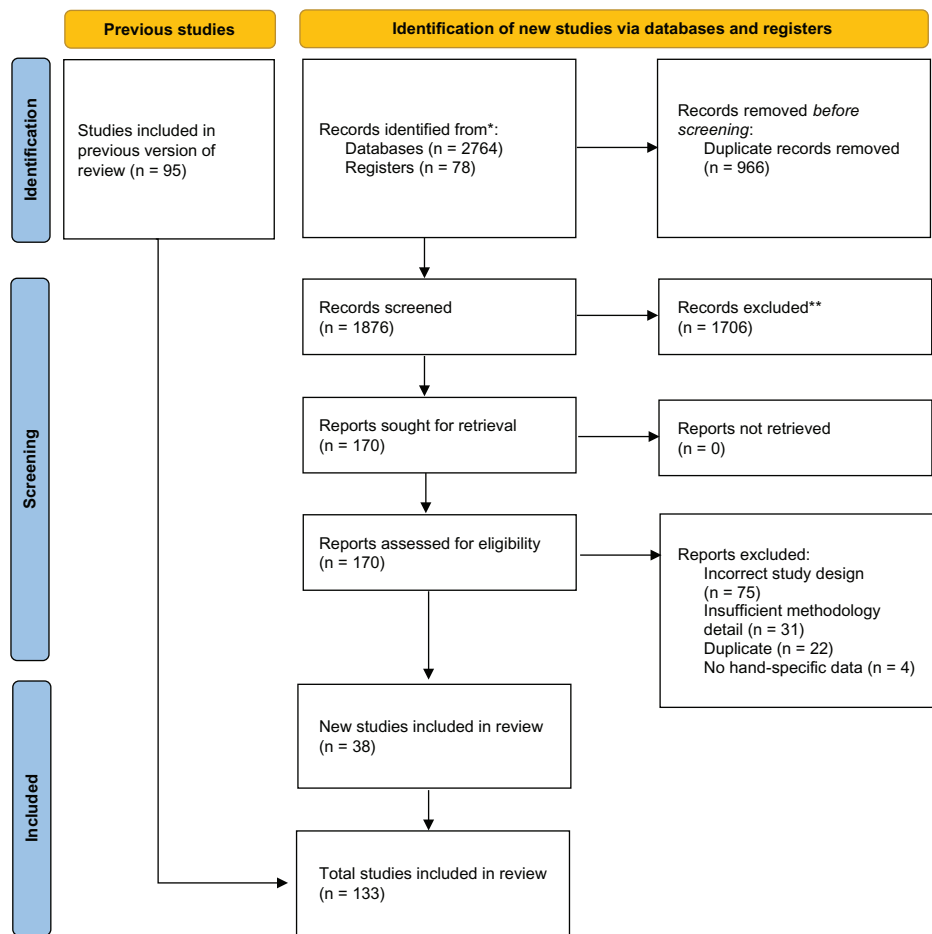 Previous studies
Identification of new studies via databases and registers
Identification
Studies included in
previous version of
review (n = 95)
Records identified from*:
Databases (n = 2764)
Registers (n = 78)
Records removed before
screening:
Duplicate records removed
(n = 966)
Screening
Records screened
(n = 1876)
Records excluded**
(n = 1706)
Reports sought for retrieval
(n = 170)
Reports not retrieved
(n = 0)
Reports assessed for eligibility
(n = 170)
Reports excluded:
Incorrect study design
(n = 75)
Insufficient methodology
detail (n = 31)
Duplicate (n = 22)
No hand-specific data (n = 4)
Included
New studies included in review
(n = 38)
Total studies included in review
(n = 133)